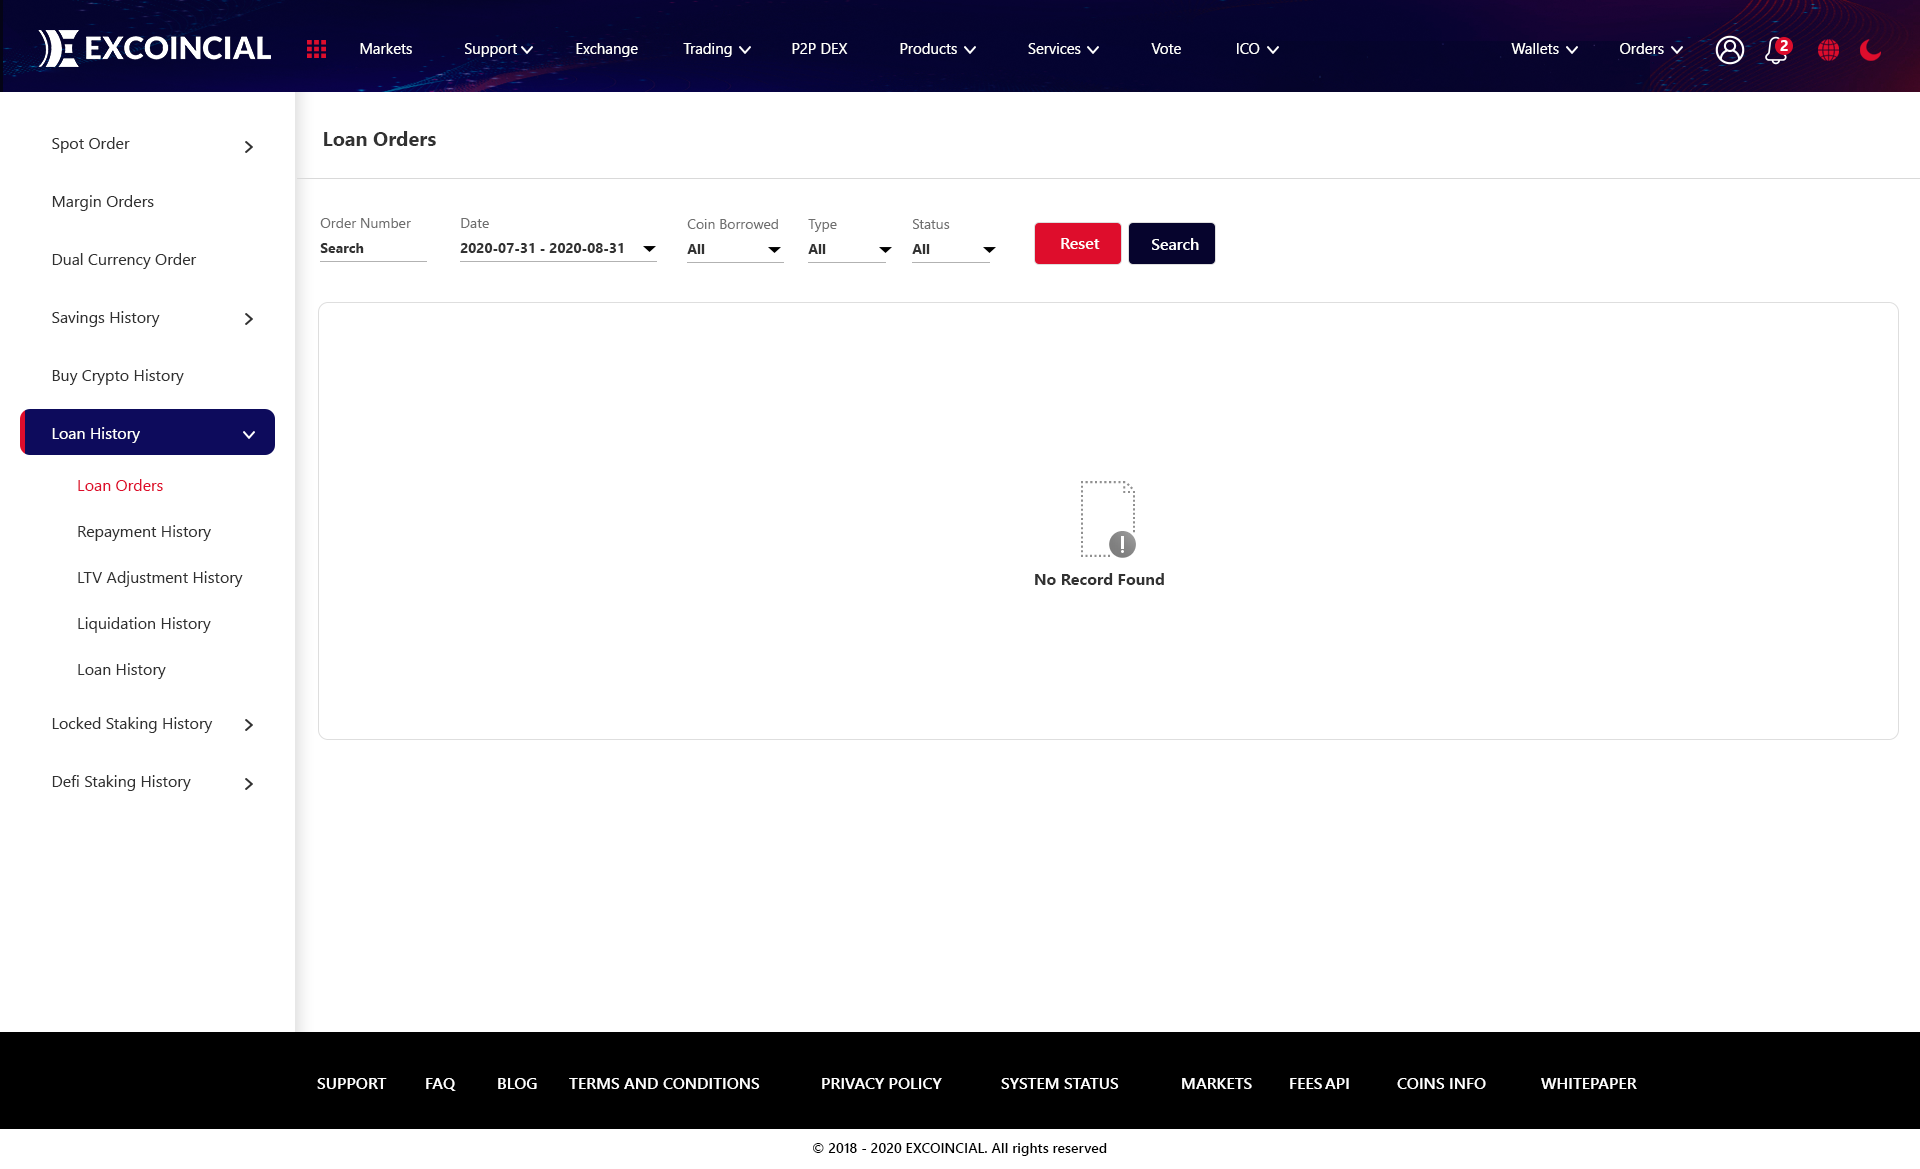 EXCOINCIAL
Markets
Support
Exchange
Trading
P2P DEX
Products
Services
Vote
ICO
Wallets
Orders
2
Spot Order
Margin Orders
Dual Currency Order
Savings History
Buy Crypto History
Loan History
Loan Orders
Repayment History
LTV Adjustment History
Liquidation History
Loan History
Locked Staking History
Defi Staking History
Loan Orders
Order Number
Search
Date
2020-07-31 - 2020-08-31
Coin Borrowed
All
Type
All
Status
All
Reset
Search
No Record Found
SUPPORT
FAQ
BLOG
TERMS AND CONDITIONS
PRIVACY POLICY
SYSTEM STATUS
MARKETS
FEES API
COINS INFO
WHITEPAPER
© 2018 - 2020 EXCOINCIAL. All rights reserved